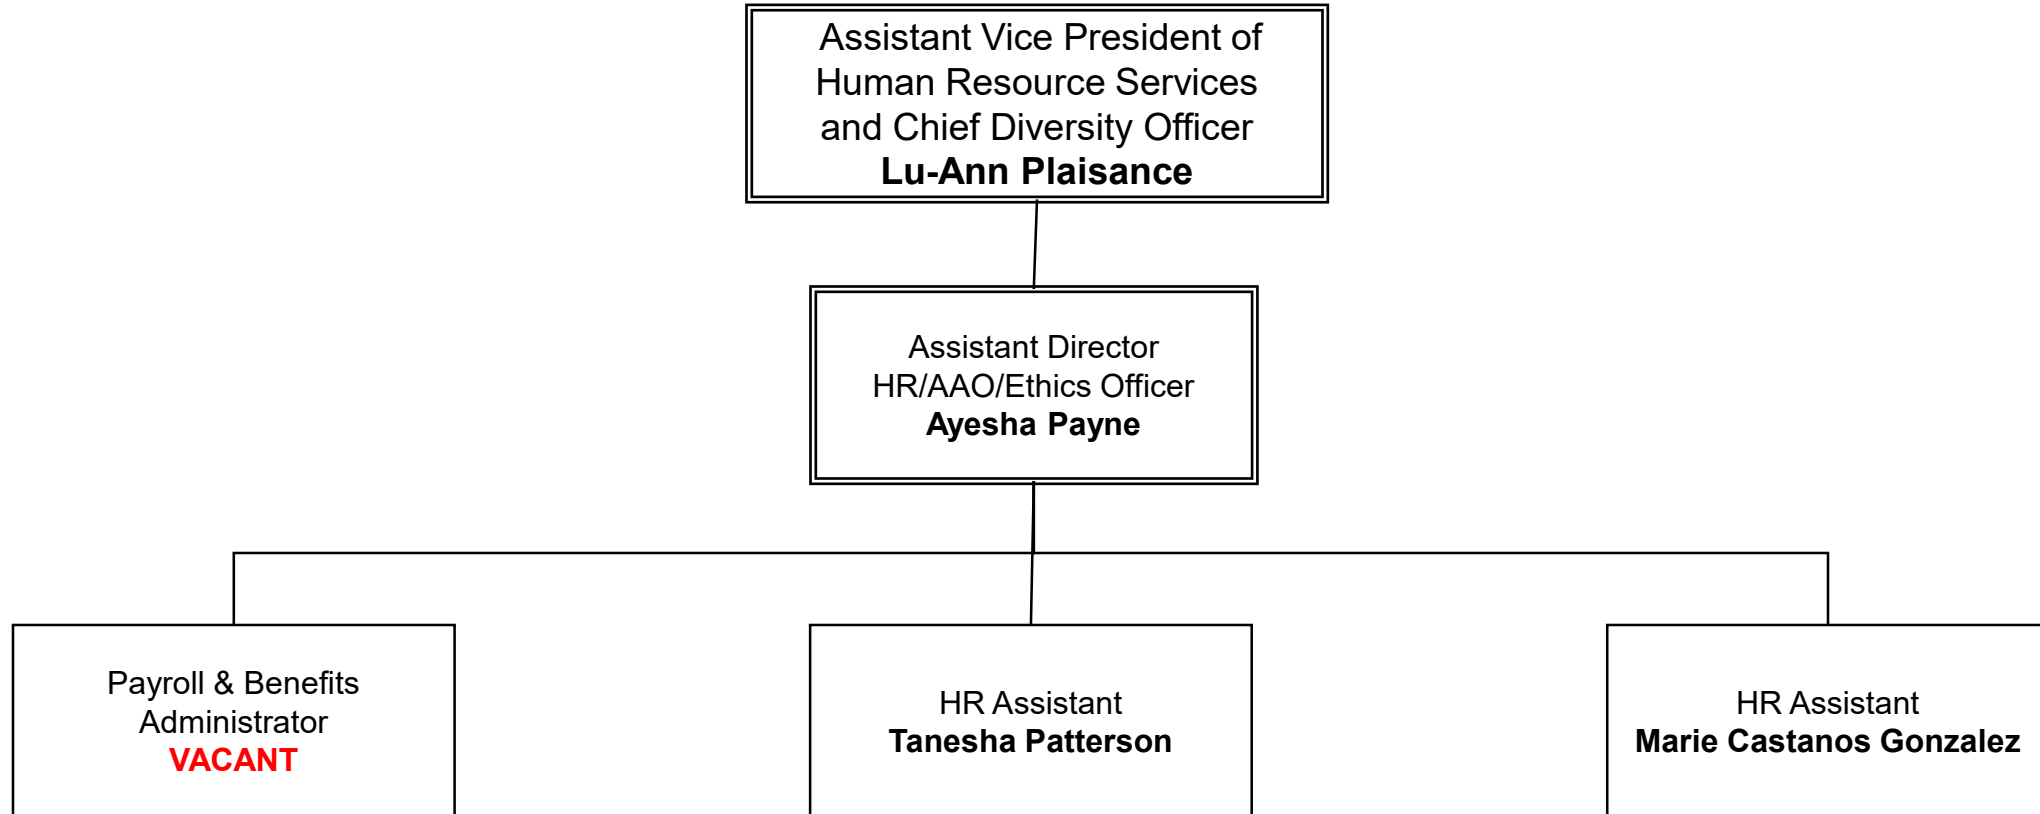 Assistant Vice President of
Human Resource Services
and Chief Diversity Officer
Lu-Ann Plaisance
Assistant Director
HR/AAO/Ethics Officer
Ayesha Payne
Payroll & Benefits
Administrator
VACANT
HR Assistant
Tanesha Patterson
HR Assistant
Marie Castanos Gonzalez